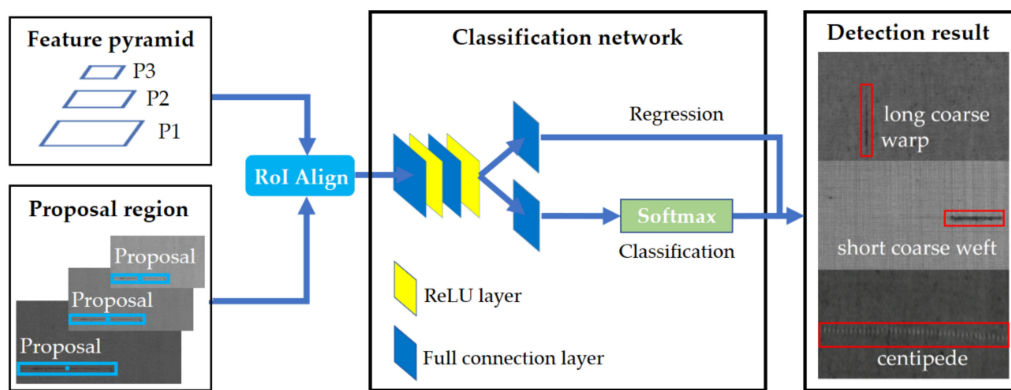 Feature pyramid
P3
P2
P1
Proposal region
Proposal
Proposal
Proposal
RoI Align
Classification network
Regression
Softmax
Classification
ReLU layer
Full connection layer
Detection result
long coarse
warp
short coarse weft
centipede